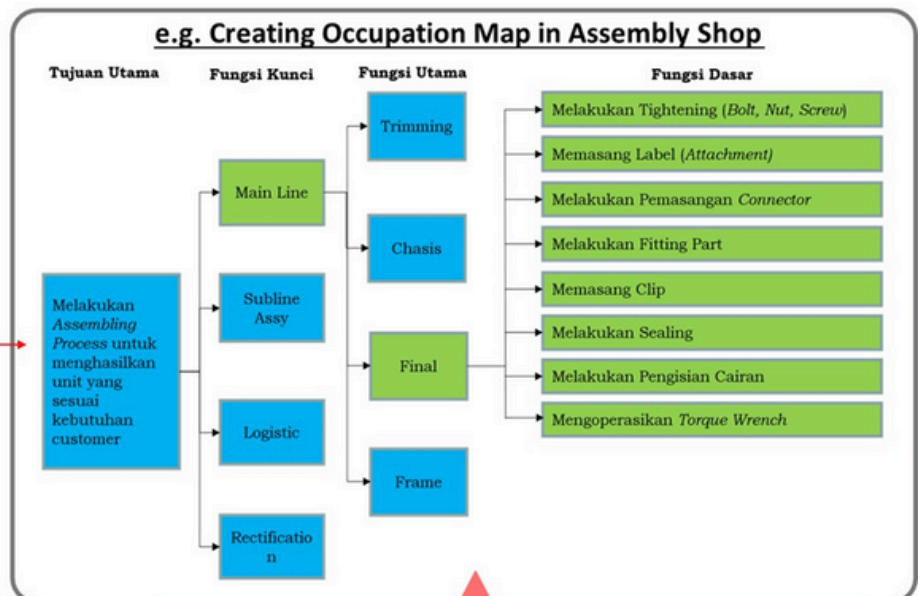 e.g. Creating Occupation Map in Assembly Shop
Tujuan Utama
Fungsi Kunci
Fungsi Utama
Fungsi Dasar
Melakukan
Assembling
Process untuk
menghasilkan
unit yang
sesuai
kebutuhan
customer
Main Line
Subline
Assy
Logistic
Rectificatio
n
Trimming
Chasis
Final
Frame
Melakukan Tightening (Bolt, Nut, Screw)
Memasang Label (Attachment)
Melakukan Pemasangan Connector
Melakukan Fitting Part
Memasang Clip
Melakukan Sealing
Melakukan Pengisian Cairan
Mengoperasikan Torque Wrench